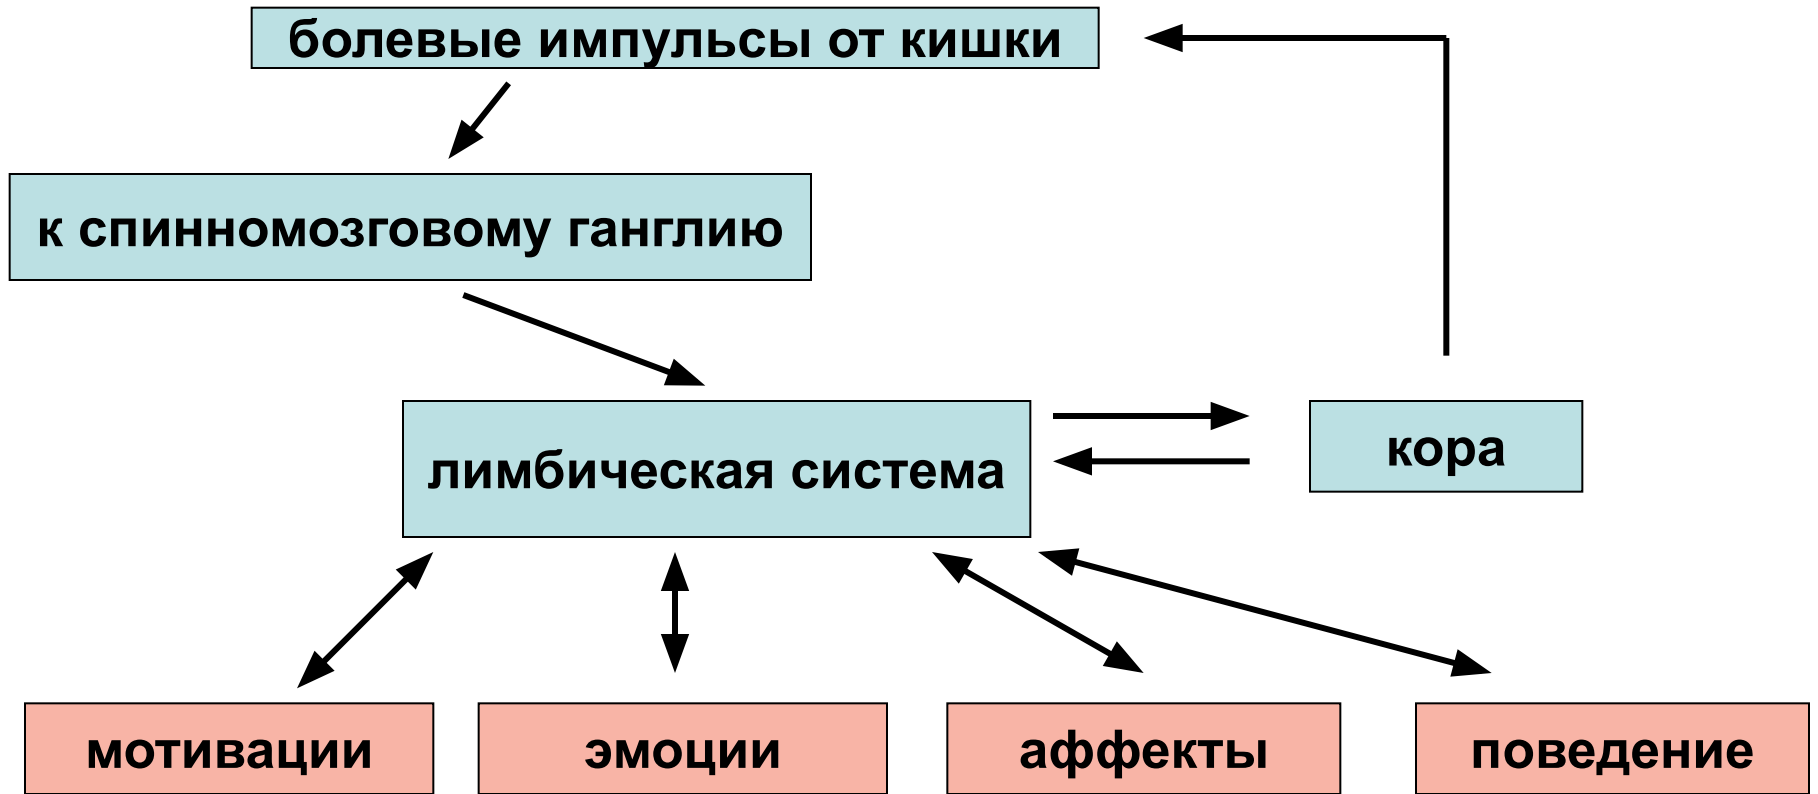 болевые импульсы от кишки
к спинномозговому ганглию
лимбическая система
кора
мотивации
эмоции
аффекты
поведение